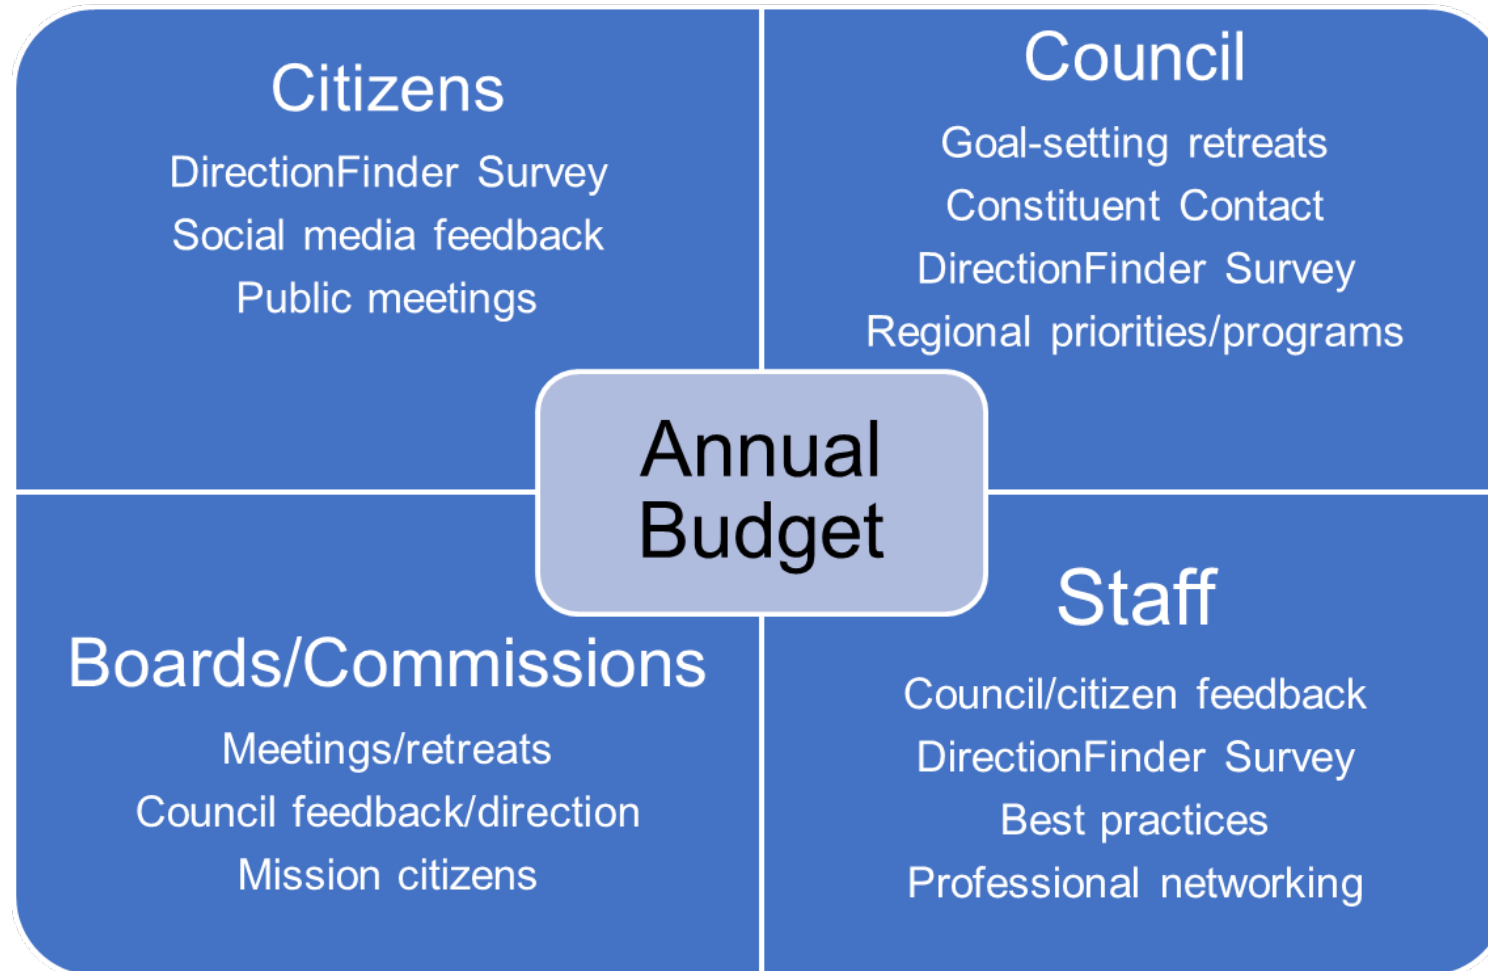 Citizens
DirectionFinder Survey
Social media feedback
Public meetings
Council
Goal-setting retreats
Constituent Contact
DirectionFinder Survey
Regional priorities/programs
Annual
Budget
Boards/Commissions
Meetings/retreats
Council feedback/direction
Mission citizens
Staff
Council/citizen feedback
DirectionFinder Survey
Best practices
Professional networking